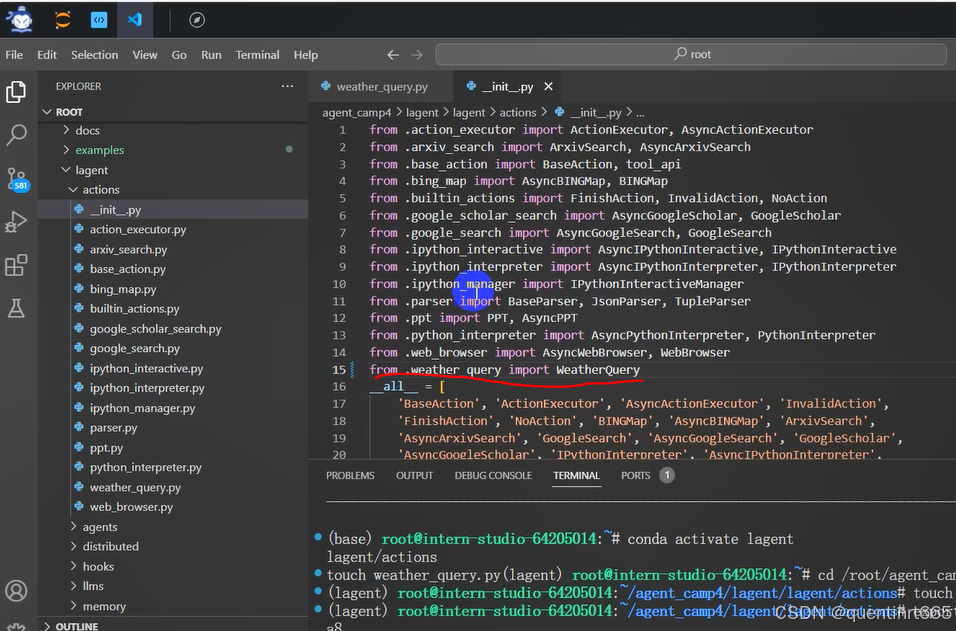 File Edit Selection View Go Run Terminal Help
root
EXPLORER
weather_query.py
__init__.py
ROOT
docs
examples
lagent
actions
__init__.py
action_executor.py
arxiv_search.py
base_action.py
bing_map.py
builtin_actions.py
google_scholar_search.py
google_search.py
ipython_interactive.py
ipython_interpreter.py
ipython_manager.py
parser.py
ppt.py
python_interpreter.py
weather_query.py
web_browser.py
agents
distributed
hooks
llms
memory
OUTLINE
581
agent_camp4 > lagent > lagent > actions > __init__.py > ...
1 from .action_executor import ActionExecutor, AsyncActionExecutor
2 from .arxiv_search import ArxivSearch, AsyncArxivSearch
3 from .base_action import BaseAction, tool_api
4 from .bing_map import AsyncBINGMap, BINGMap
5 from .builtin_actions import FinishAction, InvalidAction, NoAction
6 from .google_scholar_search import AsyncGoogleScholar, GoogleScholar
7 from .google_search import AsyncGoogleSearch, GoogleSearch
8 from .ipython_interactive import AsyncIPythonInteractive, IPythonInteractive
9 from .ipython_interpreter import AsyncIPythonInterpreter, IPythonInterpreter
10 from .ipython_manager import IPythonInteractiveManager
11 from .parser import BaseParser, JsonParser, TupleParser
12 from .ppt import PPT, AsyncPPT
13 from .python_interpreter import AsyncPythonInterpreter, PythonInterpreter
14 from .web_browser import AsyncWebBrowser, WebBrowser
15 from .weather_query import WeatherQuery
16 __all__ = [
17 'BaseAction', 'ActionExecutor', 'AsyncActionExecutor', 'InvalidAction',
18 'FinishAction', 'NoAction', 'BINGMap', 'AsyncBINGMap', 'ArxivSearch',
19 'AsyncArxivSearch', 'GoogleSearch', 'AsyncGoogleSearch', 'GoogleScholar',
20 'AsyncGoogleScholar', 'IPythonInterpreter', 'AsyncIPythonInterpreter',
PROBLEMS OUTPUT DEBUG CONSOLE TERMINAL PORTS 1
(base) root@intern-studio-64205014:~# conda activate lagent
lagent/actions
touch weather_query.py(lagent) root@intern-studio-64205014:~# cd /root/agent_cam
(lagent) root@intern-studio-64205014:~/agent_camp4/lagent/lagent/actions# touch
(lagent) root@intern-studio-64205014:~/agent_camp4/lagent/lagent/actions#
CSDN @quentin765